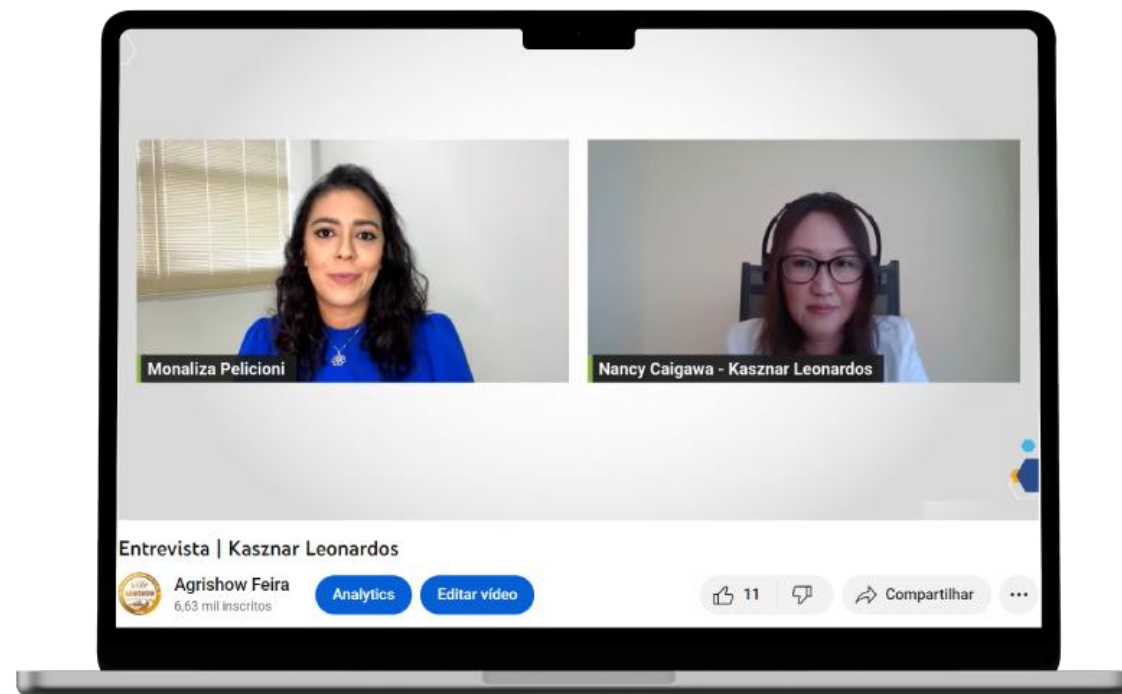 Monaliza Pelicioni
Nancy Caigawa - Kasznar Leonardos
Entrevista | Kasznar Leonardos
Agrishow Feira
6,63 mil inscritos
Analytics
Editar vídeo
11
Compartilhar